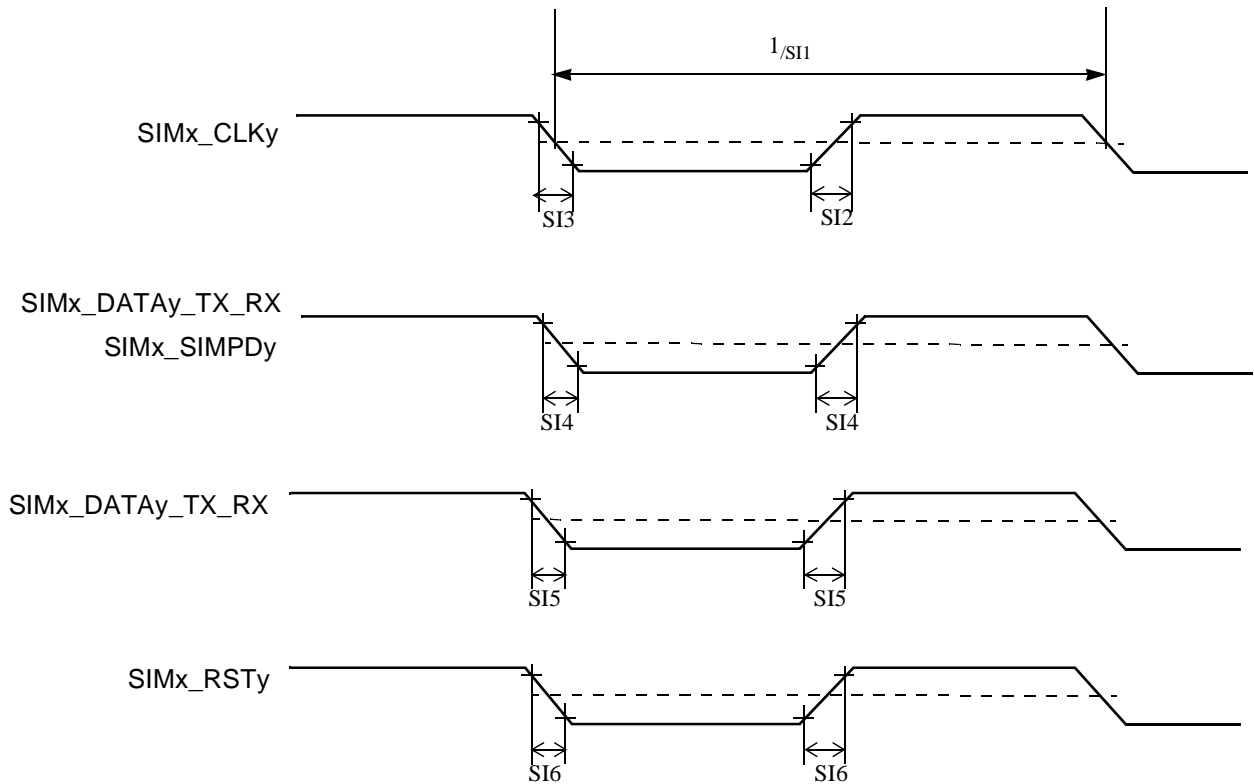 1/SI1
SIMx_CLKy
SI3
SI2
SIMx_DATAy_TX_RX
SIMx_SIMPDy
SI4
SI4
SIMx_DATAy_TX_RX
SI5
SI5
SIMx_RSTy
SI6
SI6